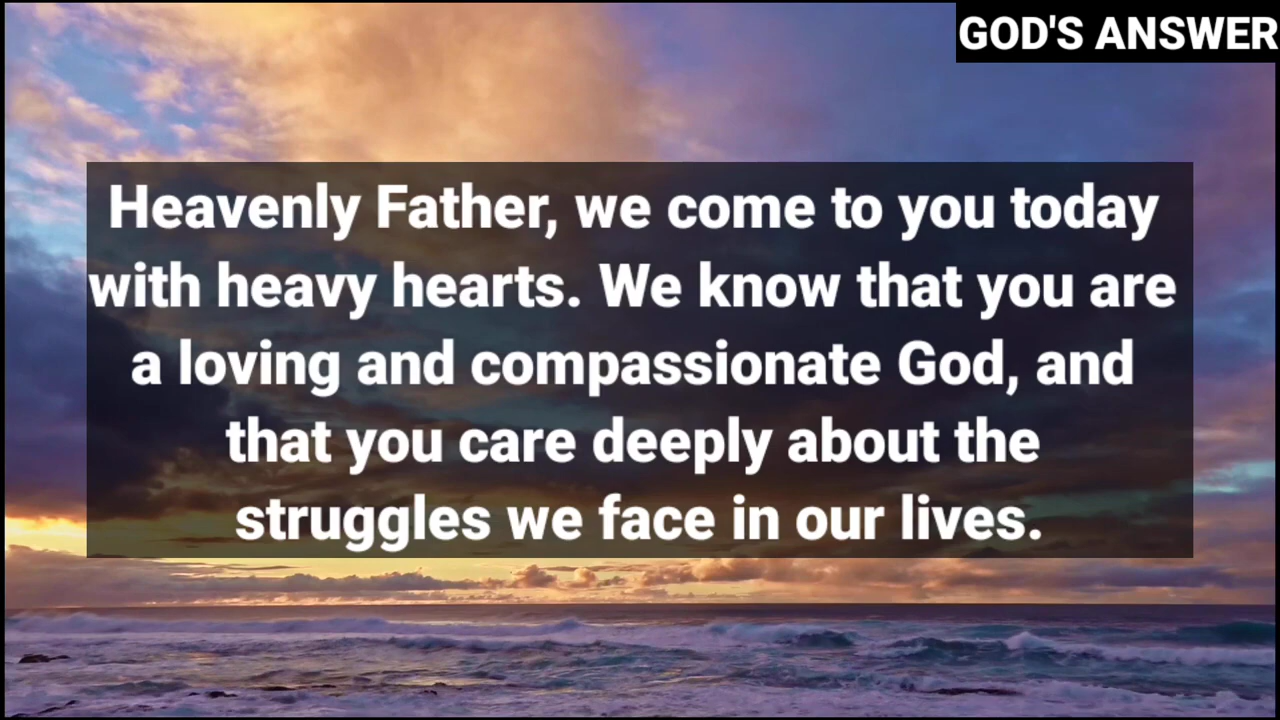 GOD'S ANSWER
Heavenly Father, we come to you today
with heavy hearts. We know that you are
a loving and compassionate God, and
that you care deeply about the
struggles we face in our lives.